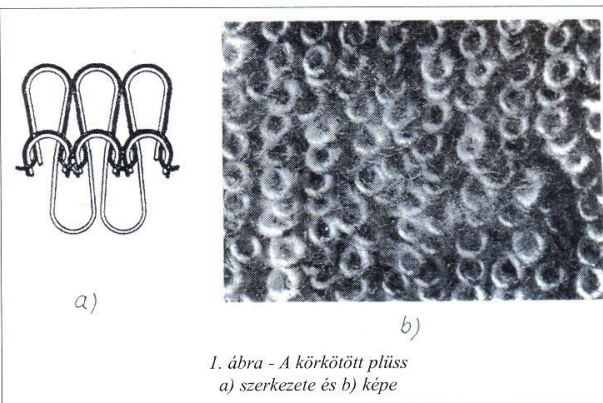 a)
b)
1. ábra - A körkötött plüss
a) szerkezete és b) képe